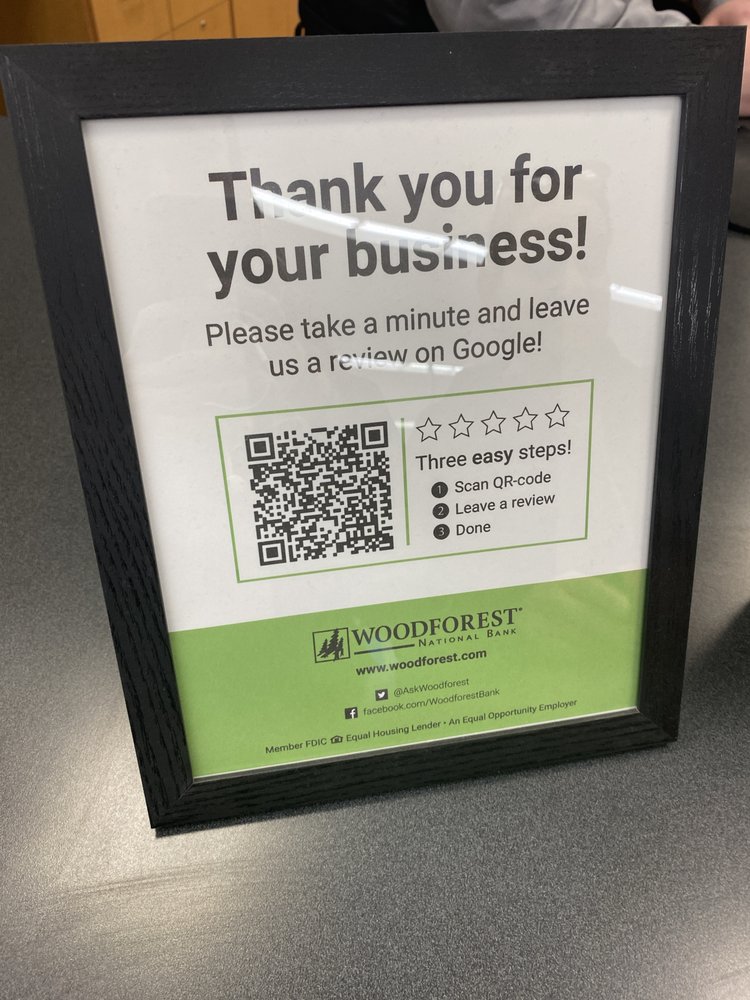 Thank you for
your business!
Please take a minute and leave
us a review on Google!
Three easy steps!
1 Scan QR-code
2 Leave a review
3 Done
WOODFOREST®
NATIONAL BANK
www.woodforest.com
@AskWoodforest
facebook.com/WoodforestBank
Member FDIC Equal Housing Lender • An Equal Opportunity Employer